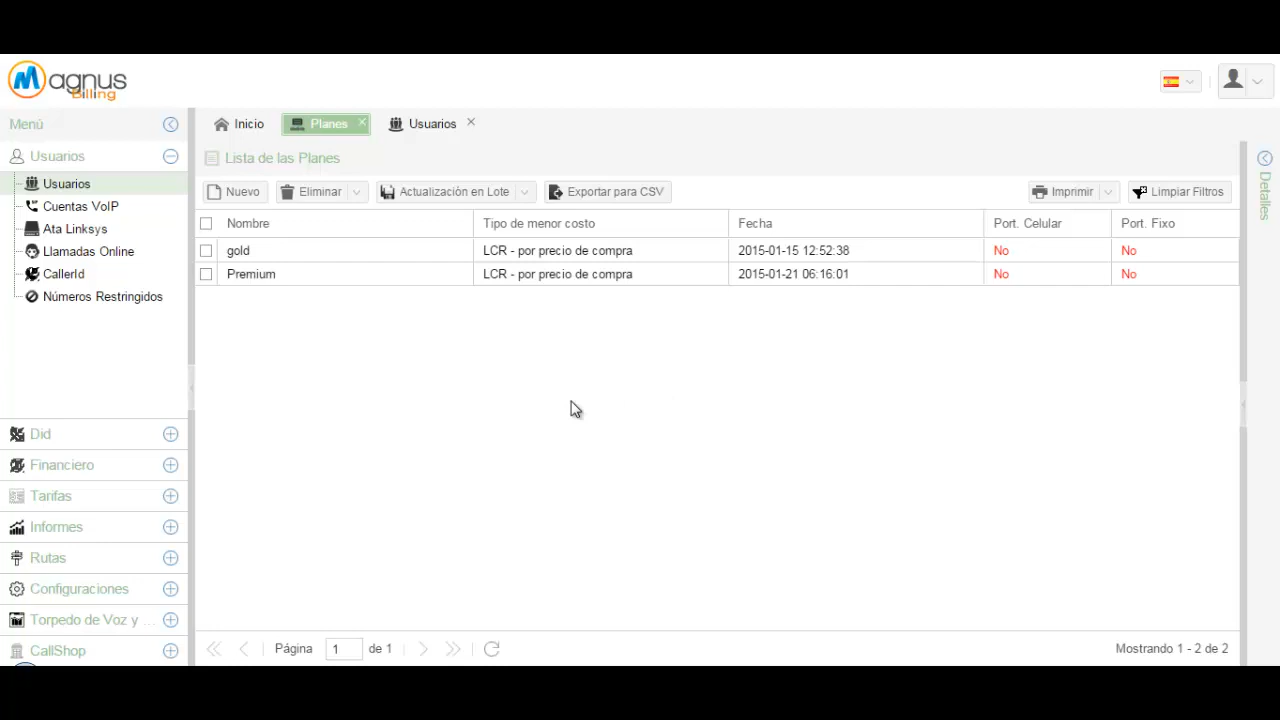 Magnus
Billing
Menú
Inicio
Planes
Usuarios
Usuarios
Lista de las Planes
Detalles
Usuarios
Cuentas VoIP
Ata Linksys
Llamadas Online
CallerId
Números Restringidos
Nuevo
Eliminar
Actualización en Lote
Exportar para CSV
Imprimir
Limpiar Filtros
Nombre Tipo de menor costo Fecha Port. Celular Port. Fixo
gold LCR - por precio de compra 2015-01-15 12:52:38 No No
Premium LCR - por precio de compra 2015-01-21 06:16:01 No No
Did
Financiero
Tarifas
Informes
Rutas
Configuraciones
Torpedo de Voz y ...
CallShop
Página 1 de 1
Mostrando 1 - 2 de 2